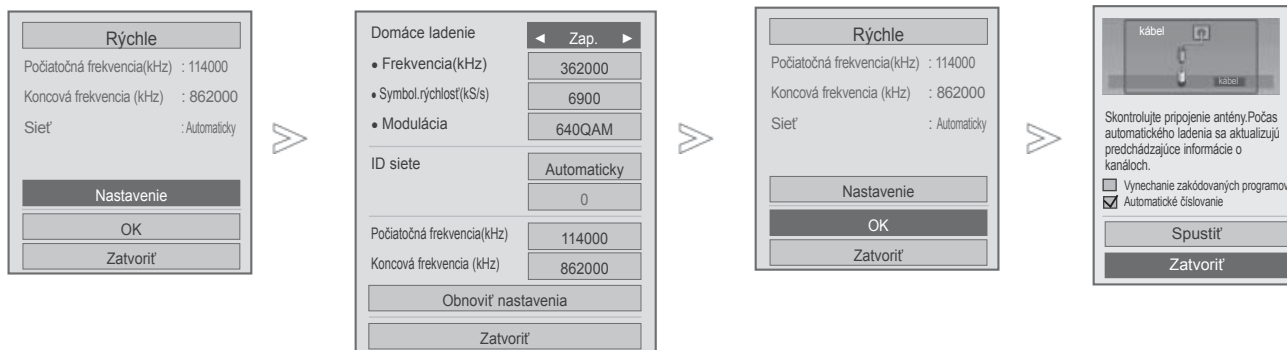 Rýchle
Počiatočná frekvencia(kHz) : 114000
Koncová frekvencia (kHz) : 862000
Sieť : Automaticky
Nastavenie
OK
Zatvoriť
Domáce ladenie ◄ Zap. ►
• Frekvencia(kHz) 362000
• Symbol.rýchlosť(kS/s) 6900
• Modulácia 640QAM
ID siete Automaticky
0
Počiatočná frekvencia(kHz) 114000
Koncová frekvencia (kHz) 862000
Obnoviť nastavenia
Zatvoriť
Rýchle
Počiatočná frekvencia(kHz) : 114000
Koncová frekvencia (kHz) : 862000
Sieť : Automaticky
Nastavenie
OK
Zatvoriť
kábel
kábel
Skontrolujte pripojenie antény.Počas
automatického ladenia sa aktualizujú
predchádzajúce informácie o
kanáloch.
Vynechanie zakódovaných programov
Automatické číslovanie
Spustiť
Zatvoriť